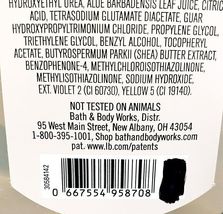 HYDROXYETHYL UREA, ALOE BARBADENSIS LEAF JUICE, CITRIC
ACID, TETRASODIUM GLUTAMATE DIACETATE, GUAR
HYDROXYPROPYLTRIMONIUM CHLORIDE, PROPYLENE GLYCOL,
TRIETHYLENE GLYCOL, BENZYL ALCOHOL, TOCOPHERYL
ACETATE, BUTYROSPERMUM PARKII (SHEA) BUTTER EXTRACT,
BENZOPHENONE-4, METHYLCHLOROISOTHIAZOLINONE,
METHYLISOTHIAZOLINONE, SODIUM HYDROXIDE,
EXT. VIOLET 2 (CI 60730), YELLOW 5 (CI 19140).
NOT TESTED ON ANIMALS
Bath & Body Works, Distr.
95 West Main Street, New Albany, OH 43054
1-800-395-1001, Shop bathandbodyworks.com
pat. www.lb.com/patents
30584142
0 667554 958708